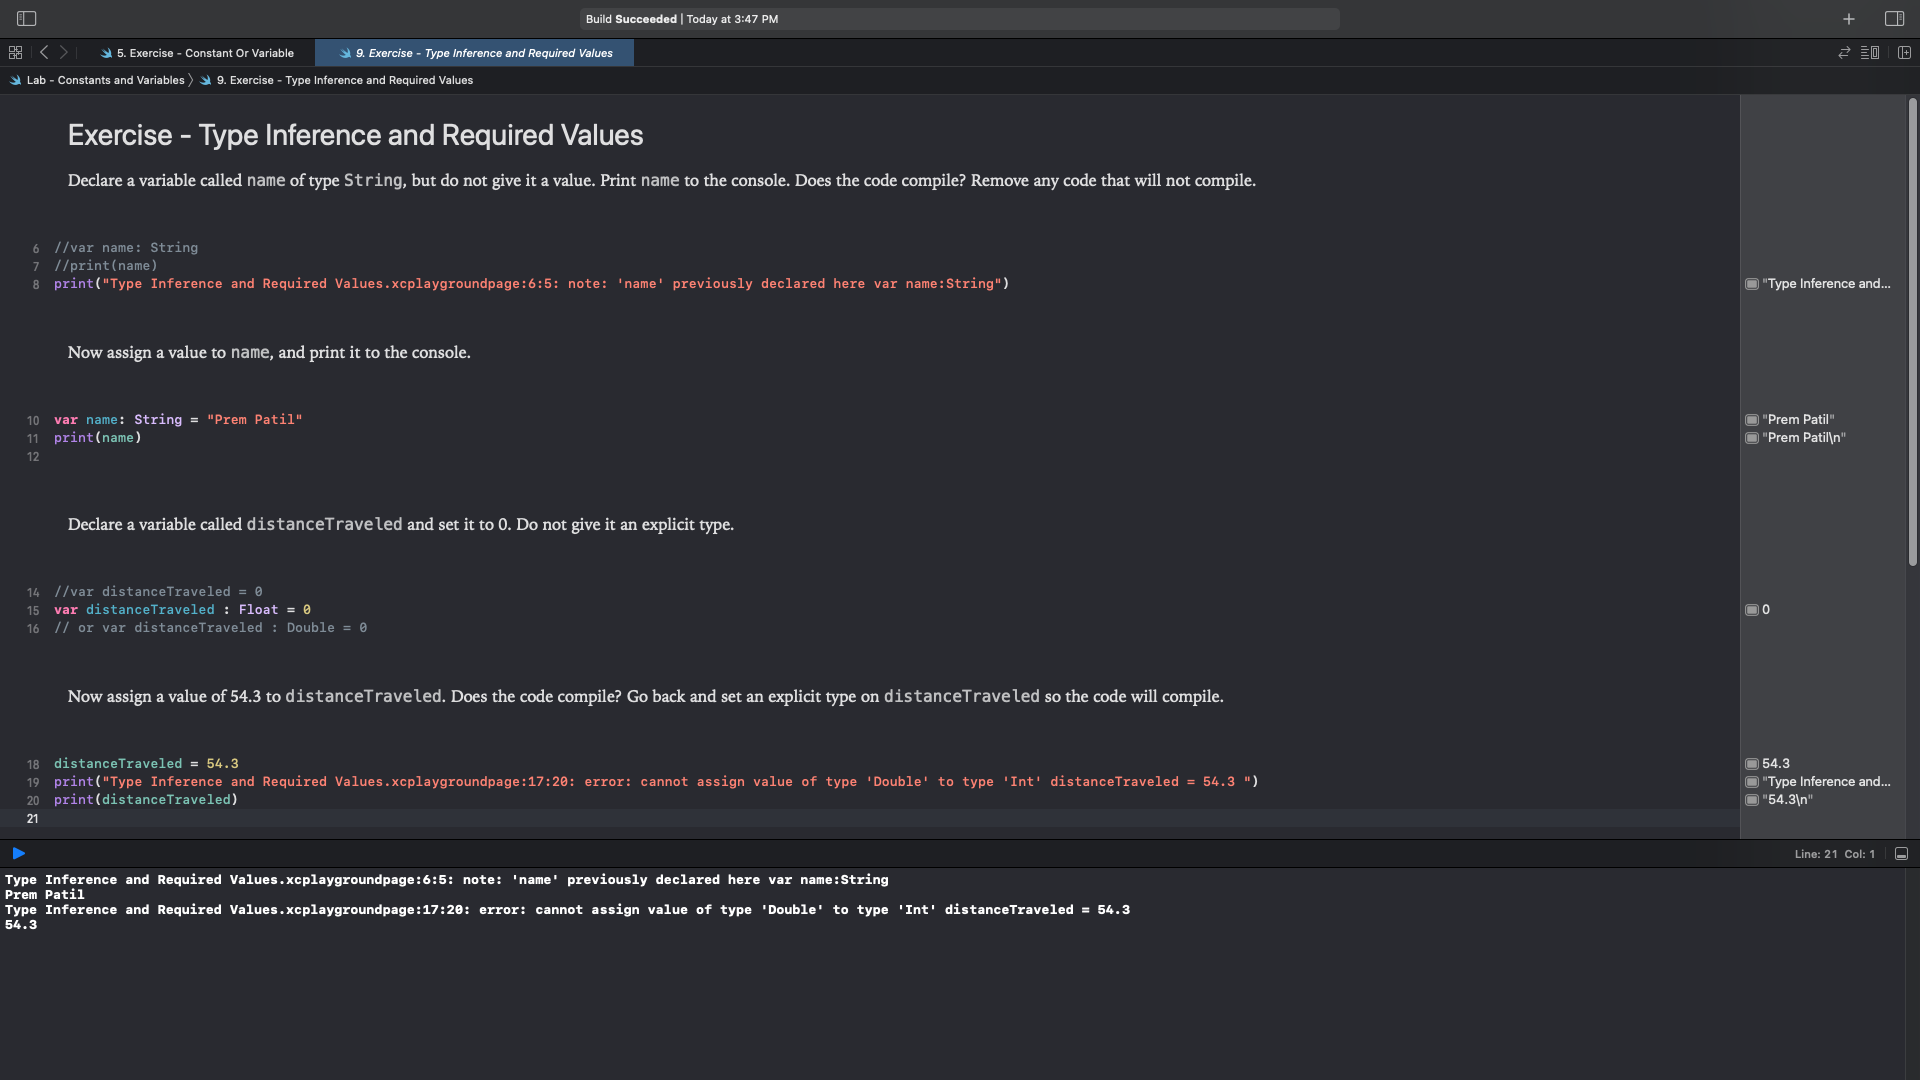 Build Succeeded | Today at 3:47 PM
5. Exercise - Constant Or Variable
9. Exercise - Type Inference and Required Values
Lab - Constants and Variables 〉 9. Exercise - Type Inference and Required Values
Exercise - Type Inference and Required Values
Declare a variable called name of type String, but do not give it a value. Print name to the console. Does the code compile? Remove any code that will not compile.
6 //var name: String
7 //print(name)
8 print("Type Inference and Required Values.xcplaygroundpage:6:5: note: 'name' previously declared here var name:String")
"Type Inference and...
Now assign a value to name, and print it to the console.
10 var name: String = "Prem Patil"
"Prem Patil"
11 print(name)
"Prem Patil\n"
12
Declare a variable called distanceTraveled and set it to 0. Do not give it an explicit type.
14 //var distanceTraveled = 0
15 var distanceTraveled : Float = 0
0
16 // or var distanceTraveled : Double = 0
Now assign a value of 54.3 to distanceTraveled. Does the code compile? Go back and set an explicit type on distanceTraveled so the code will compile.
18 distanceTraveled = 54.3
54.3
19 print("Type Inference and Required Values.xcplaygroundpage:17:20: error: cannot assign value of type 'Double' to type 'Int' distanceTraveled = 54.3 ")
"Type Inference and...
20 print(distanceTraveled)
"54.3\n"
21
Line: 21 Col: 1
Type Inference and Required Values.xcplaygroundpage:6:5: note: 'name' previously declared here var name:String
Prem Patil
Type Inference and Required Values.xcplaygroundpage:17:20: error: cannot assign value of type 'Double' to type 'Int' distanceTraveled = 54.3
54.3